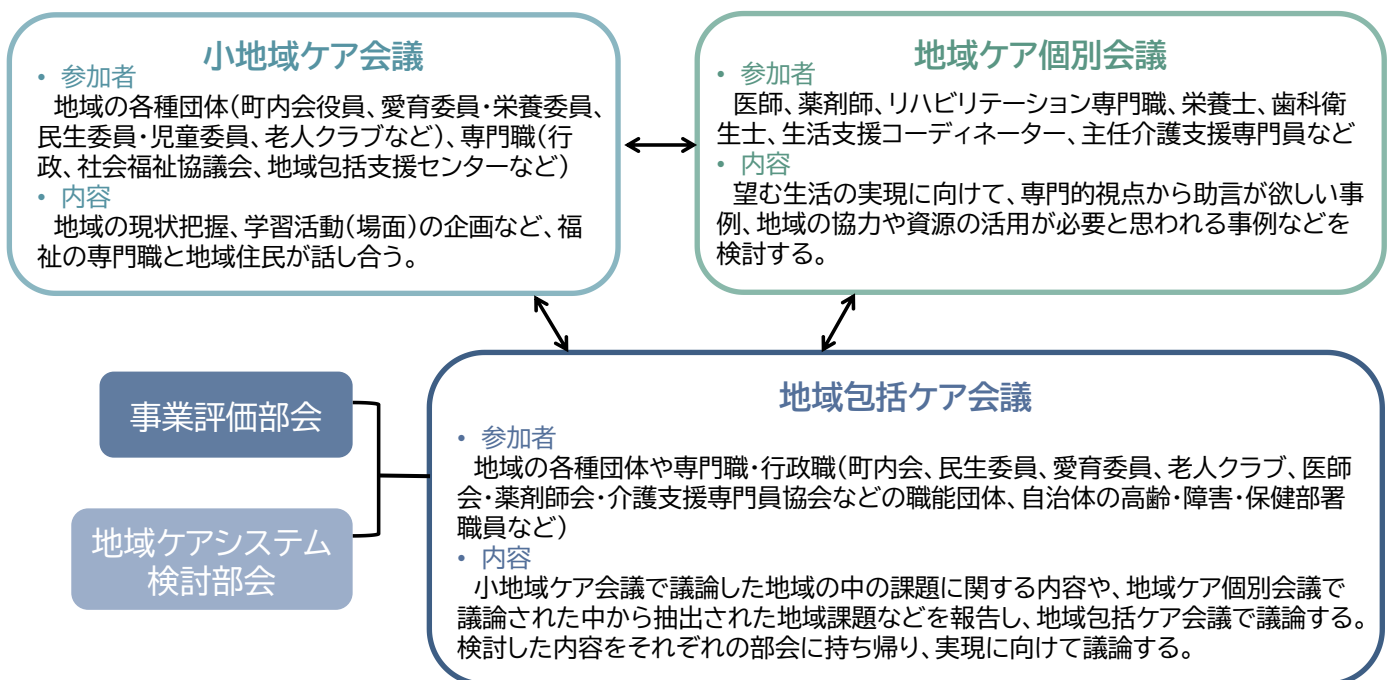 小地域ケア会議
• 参加者
地域の各種団体(町内会役員、愛育委員・栄養委員、
民生委員・児童委員、老人クラブなど)、専門職(行
政、社会福祉協議会、地域包括支援センターなど)
• 内容
地域の現状把握、学習活動(場面)の企画など、福
祉の専門職と地域住民が話し合う。
地域ケア個別会議
• 参加者
医師、薬剤師、リハビリテーション専門職、栄養士、歯科衛
生士、生活支援コーディネーター、主任介護支援専門員など
• 内容
望む生活の実現に向けて、専門的視点から助言が欲しい事
例、地域の協力や資源の活用が必要と思われる事例などを
検討する。
事業評価部会
地域ケアシステム
検討部会
地域包括ケア会議
• 参加者
地域の各種団体や専門職・行政職(町内会、民生委員、愛育委員、老人クラブ、医師
会・薬剤師会・介護支援専門員協会などの職能団体、自治体の高齢・障害・保健部署
職員など)
• 内容
小地域ケア会議で議論した地域の中の課題に関する内容や、地域ケア個別会議で
議論された中から抽出された地域課題などを報告し、地域包括ケア会議で議論する。
検討した内容をそれぞれの部会に持ち帰り、実現に向けて議論する。